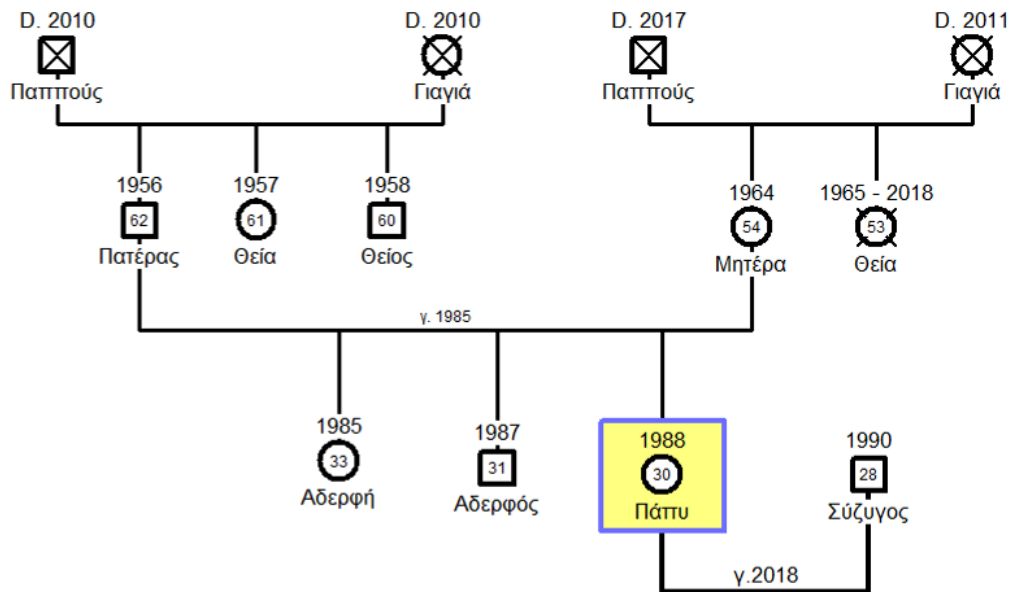 D. 2010
D. 2010
D. 2017
D. 2011
Παππούς
Γιαγιά
Παππούς
Γιαγιά
1956
1957
1958
1964
1965 - 2018
62
61
60
54
53
Πατέρας
Θεία
Θείος
Μητέρα
Θεία
γ. 1985
1985
1987
1988
1990
33
31
30
28
Αδερφή
Αδερφός
Πάππυ
Σύζυγος
γ.2018